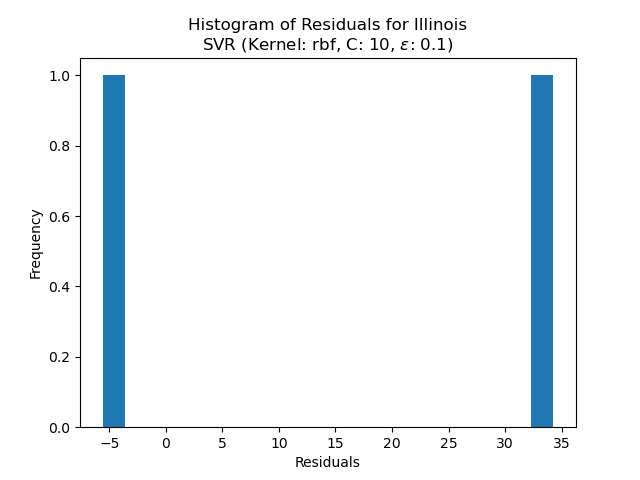 Histogram of Residuals for Illinois
SVR (Kernel: rbf, C: 10, ε: 0.1)
1.0
0.8
0.6
0.4
0.2
0.0
Frequency
−5 0 5 10 15 20 25 30 35
Residuals